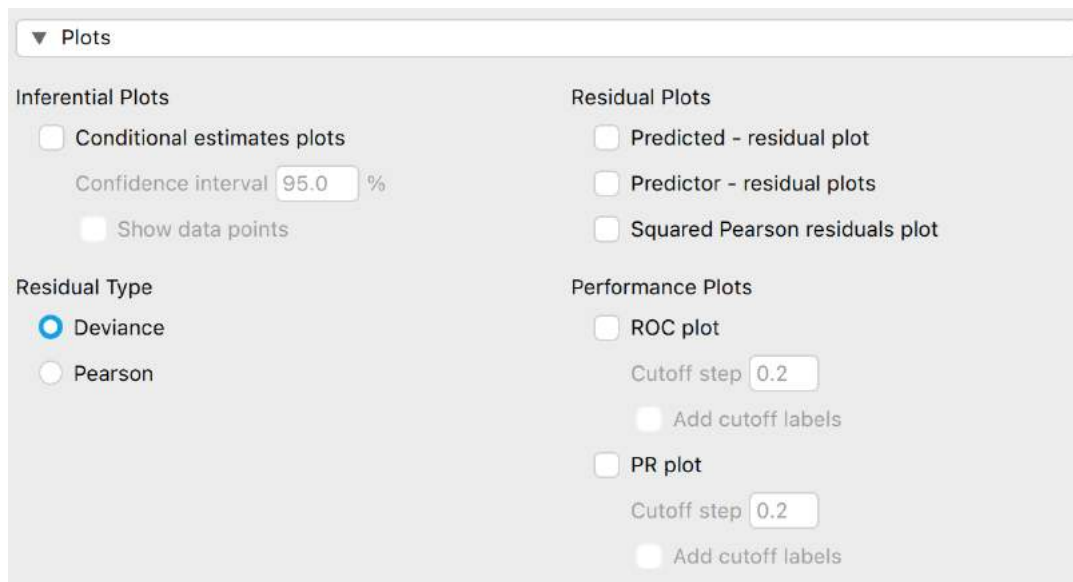 Plots
Inferential Plots
Conditional estimates plots
Confidence interval 95.0 %
Show data points
Residual Type
Deviance
Pearson
Residual Plots
Predicted - residual plot
Predictor - residual plots
Squared Pearson residuals plot
Performance Plots
ROC plot
Cutoff step 0.2
Add cutoff labels
PR plot
Cutoff step 0.2
Add cutoff labels